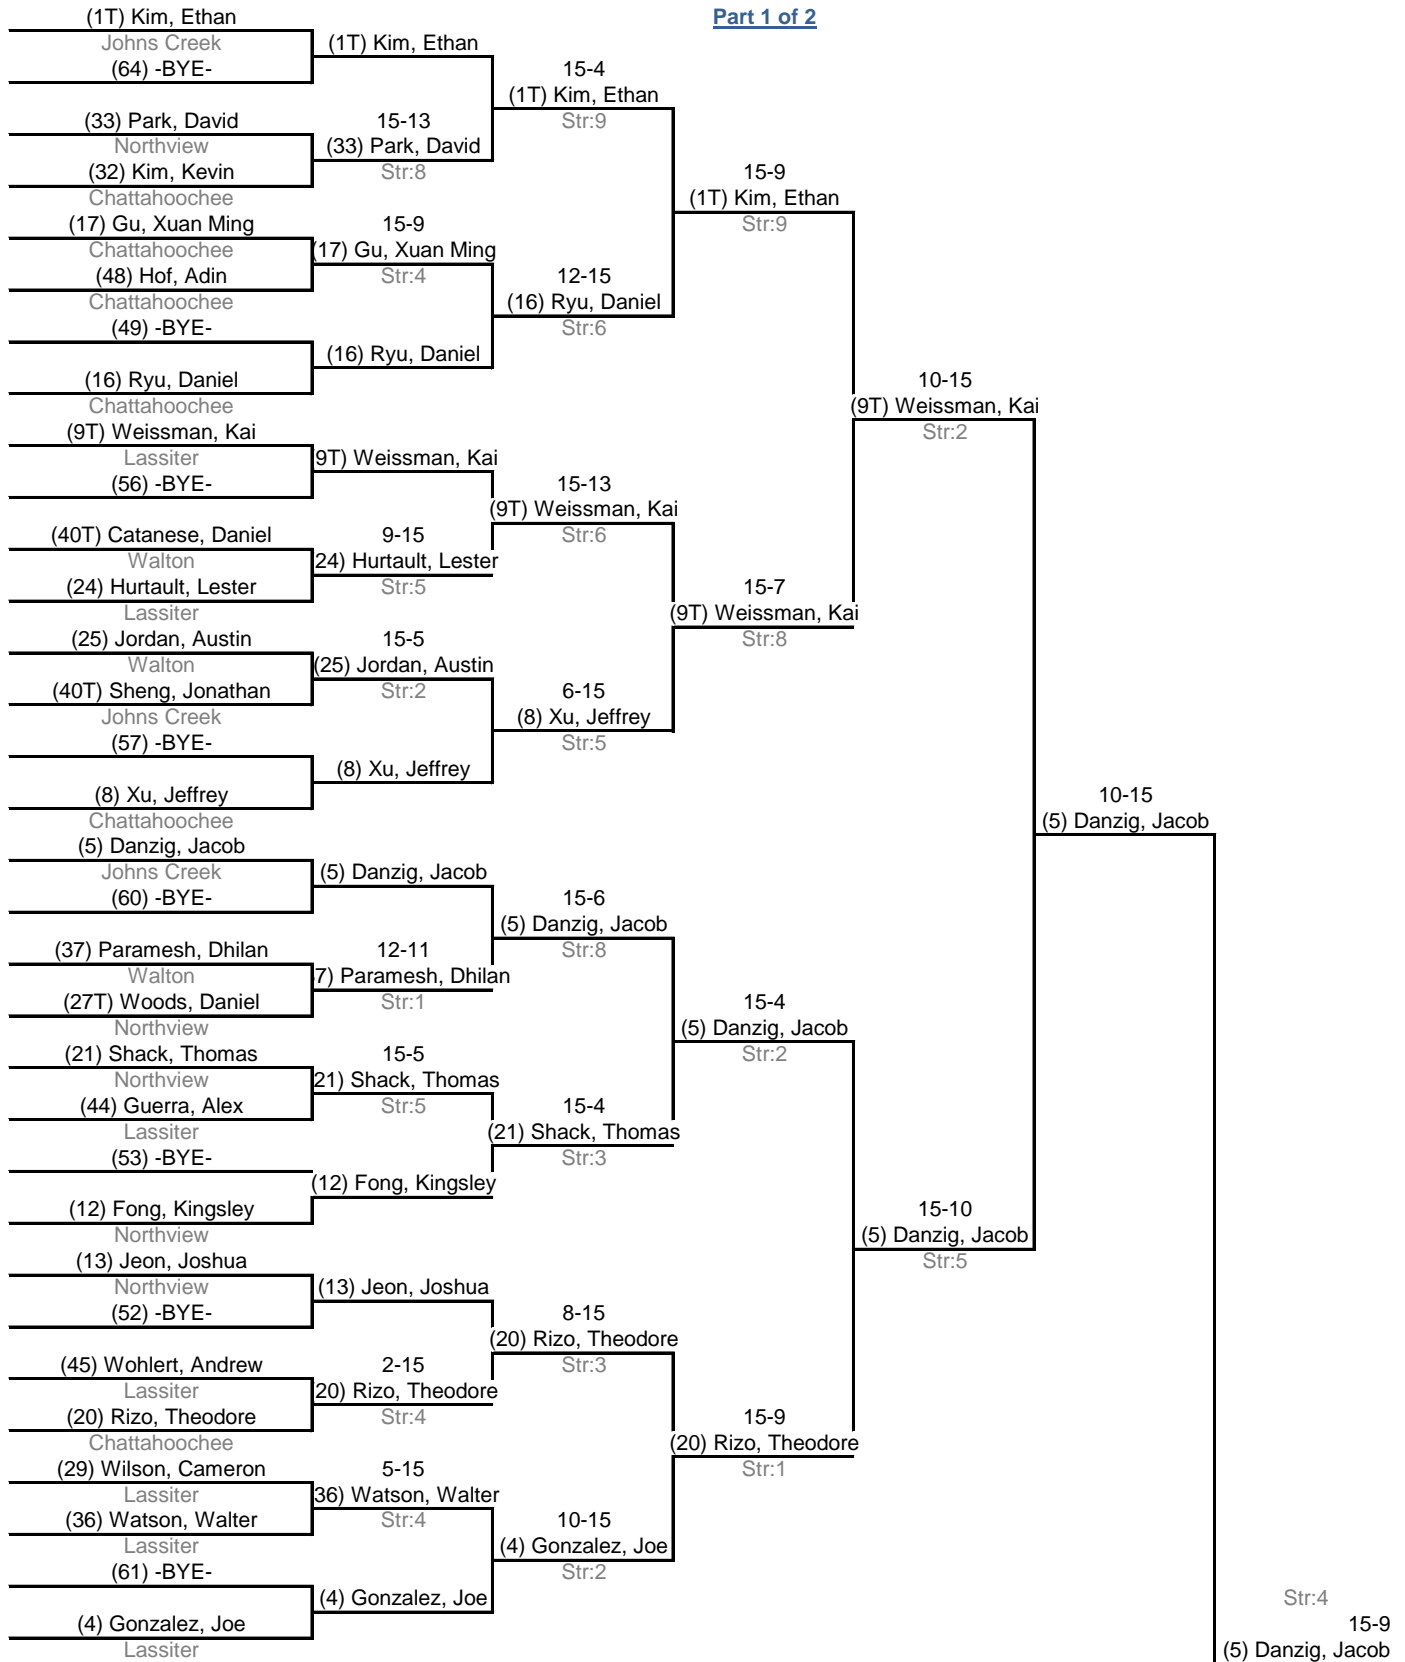 Part 1 of 2
(1T) Kim, Ethan
Johns Creek
(64) -BYE-
(33) Park, David
Northview
(32) Kim, Kevin
Chattahoochee
(17) Gu, Xuan Ming
Chattahoochee
(48) Hof, Adin
Chattahoochee
(49) -BYE-
(16) Ryu, Daniel
Chattahoochee
(9T) Weissman, Kai
Lassiter
(56) -BYE-
(40T) Catanese, Daniel
Walton
(24) Hurtault, Lester
Lassiter
(25) Jordan, Austin
Walton
(40T) Sheng, Jonathan
Johns Creek
(57) -BYE-
(8) Xu, Jeffrey
Chattahoochee
(5) Danzig, Jacob
Johns Creek
(60) -BYE-
(37) Paramesh, Dhilan
Walton
(27T) Woods, Daniel
Northview
(21) Shack, Thomas
Northview
(44) Guerra, Alex
Lassiter
(53) -BYE-
(12) Fong, Kingsley
Northview
(13) Jeon, Joshua
Northview
(52) -BYE-
(45) Wohlert, Andrew
Lassiter
(20) Rizo, Theodore
Chattahoochee
(29) Wilson, Cameron
Lassiter
(36) Watson, Walter
Lassiter
(61) -BYE-
(4) Gonzalez, Joe
Lassiter
(1T) Kim, Ethan
15-13
(33) Park, David
Str:8
15-9
(17) Gu, Xuan Ming
Str:4
(16) Ryu, Daniel
9T) Weissman, Kai
9-15
24) Hurtault, Lester
Str:5
15-5
(25) Jordan, Austin
Str:2
(8) Xu, Jeffrey
(5) Danzig, Jacob
12-11
7) Paramesh, Dhilan
Str:1
15-5
21) Shack, Thomas
Str:5
(12) Fong, Kingsley
(13) Jeon, Joshua
2-15
20) Rizo, Theodore
Str:4
5-15
36) Watson, Walter
Str:4
(4) Gonzalez, Joe
15-4
(1T) Kim, Ethan
Str:9
12-15
(16) Ryu, Daniel
Str:6
15-13
(9T) Weissman, Kai
Str:6
6-15
(8) Xu, Jeffrey
Str:5
15-6
(5) Danzig, Jacob
Str:8
15-4
(21) Shack, Thomas
Str:3
8-15
(20) Rizo, Theodore
Str:3
10-15
(4) Gonzalez, Joe
Str:2
15-9
(1T) Kim, Ethan
Str:9
15-7
(9T) Weissman, Kai
Str:8
15-4
(5) Danzig, Jacob
Str:2
15-9
(20) Rizo, Theodore
Str:1
10-15
(9T) Weissman, Kai
Str:2
15-10
(5) Danzig, Jacob
Str:5
10-15
(5) Danzig, Jacob
Str:4
15-9
(5) Danzig, Jacob